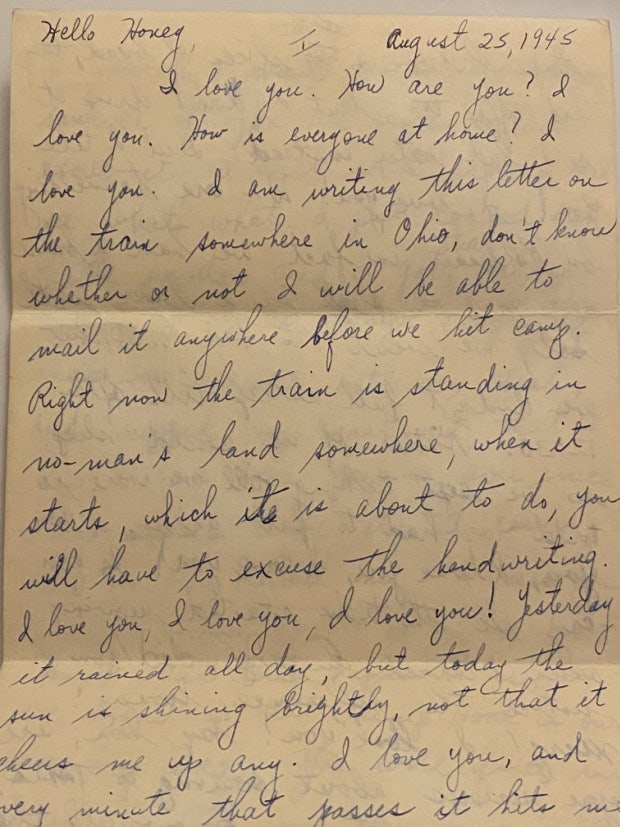 Hello Honey, I August 25, 1945
I love you. How are you? I
love you. How is everyone at home? I
love you. I am writing this letter on
the train somewhere in Ohio, don't know
whether or not I will be able to
mail it anywhere before we hit camp.
Right now the train is standing in
no-man's land somewhere, when it
starts, which it is about to do, you
will have to excuse the handwriting.
I love you, I love you, I love you! Yesterday
it rained all day, but today the
sun is shining brightly, not that it
cheers me up any. I love you, and
every minute that passes it hits me